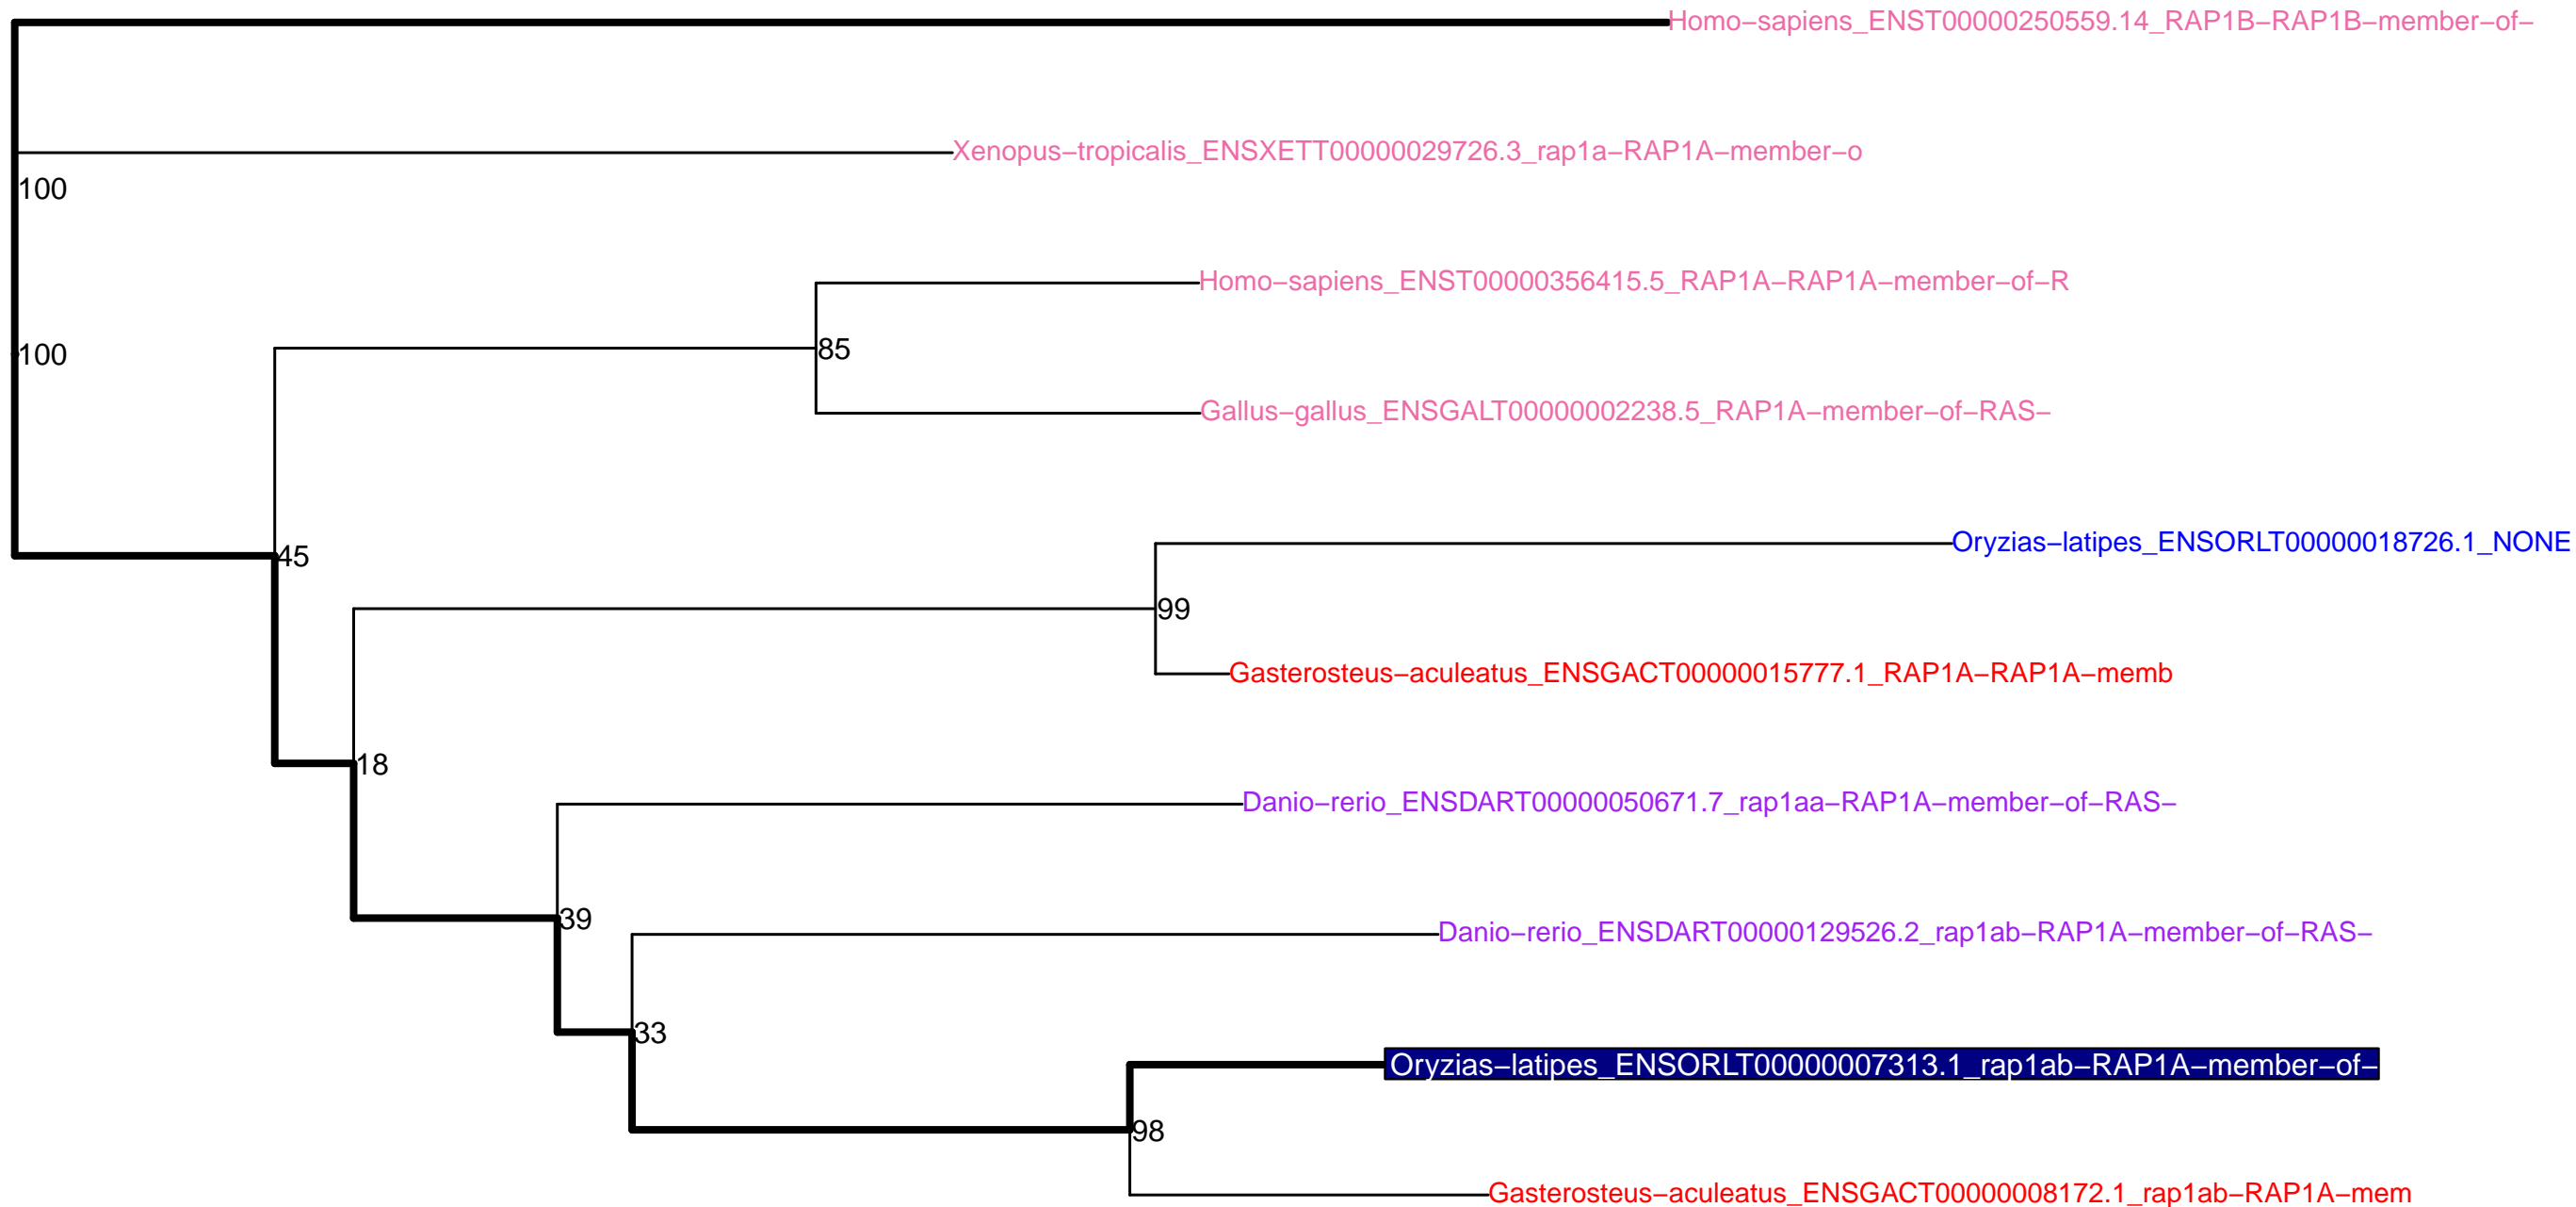 Homo−sapiens_ENST00000250559.14_RAP1B−RAP1B−member−of−
Xenopus−tropicalis_ENSXETT00000029726.3_rap1a−RAP1A−member−o
100
Homo−sapiens_ENST00000356415.5_RAP1A−RAP1A−member−of−R
100
85
Gallus−gallus_ENSGALT00000002238.5_RAP1A−member−of−RAS−
Oryzias−latipes_ENSORLT00000018726.1_NONE
45
99
Gasterosteus−aculeatus_ENSGACT00000015777.1_RAP1A−RAP1A−memb
18
Danio−rerio_ENSDART00000050671.7_rap1aa−RAP1A−member−of−RAS−
39
Danio−rerio_ENSDART00000129526.2_rap1ab−RAP1A−member−of−RAS−
33
Oryzias−latipes_ENSORLT00000007313.1_rap1ab−RAP1A−member−of−
98
Gasterosteus−aculeatus_ENSGACT00000008172.1_rap1ab−RAP1A−mem